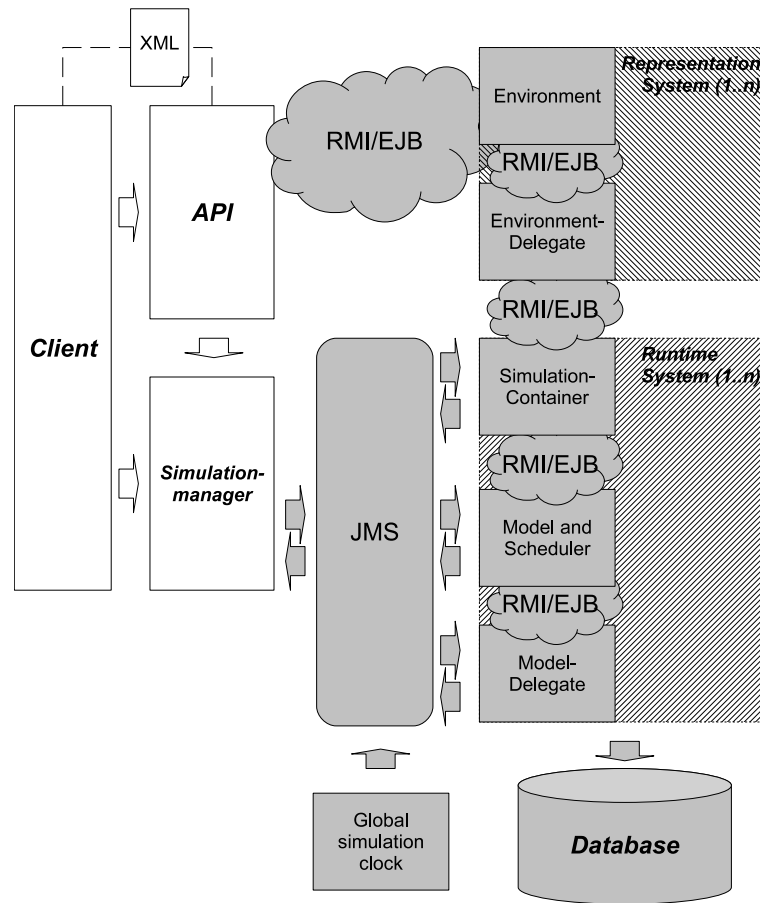 XML
Representation
System (1..n)
Environment
RMI/EJB
RMI/EJB
API
Environment-
Delegate
RMI/EJB
Client
Runtime
System (1..n)
Simulation-
Container
Simulation-
manager
RMI/EJB
JMS
Model and
Scheduler
RMI/EJB
Model-
Delegate
Global
simulation
clock
Database